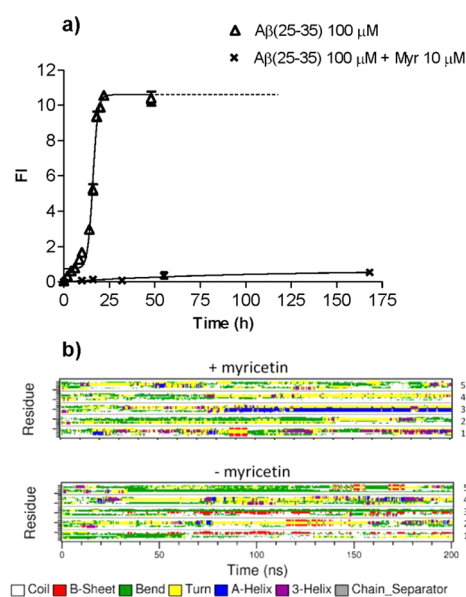 a)
Aβ(25-35) 100 µM
Aβ(25-35) 100 µM + Myr 10 µM
12
10
8
6
4
2
0
FI
0 25 50 75 100 125 150 175
Time (h)
b)
+ myricetin
Residue
5
4
3
2
1
- myricetin
Residue
5
4
3
2
1
0 50 100 150 200
Time (ns)
Coil B-Sheet Bend Turn A-Helix 3-Helix Chain_Separator